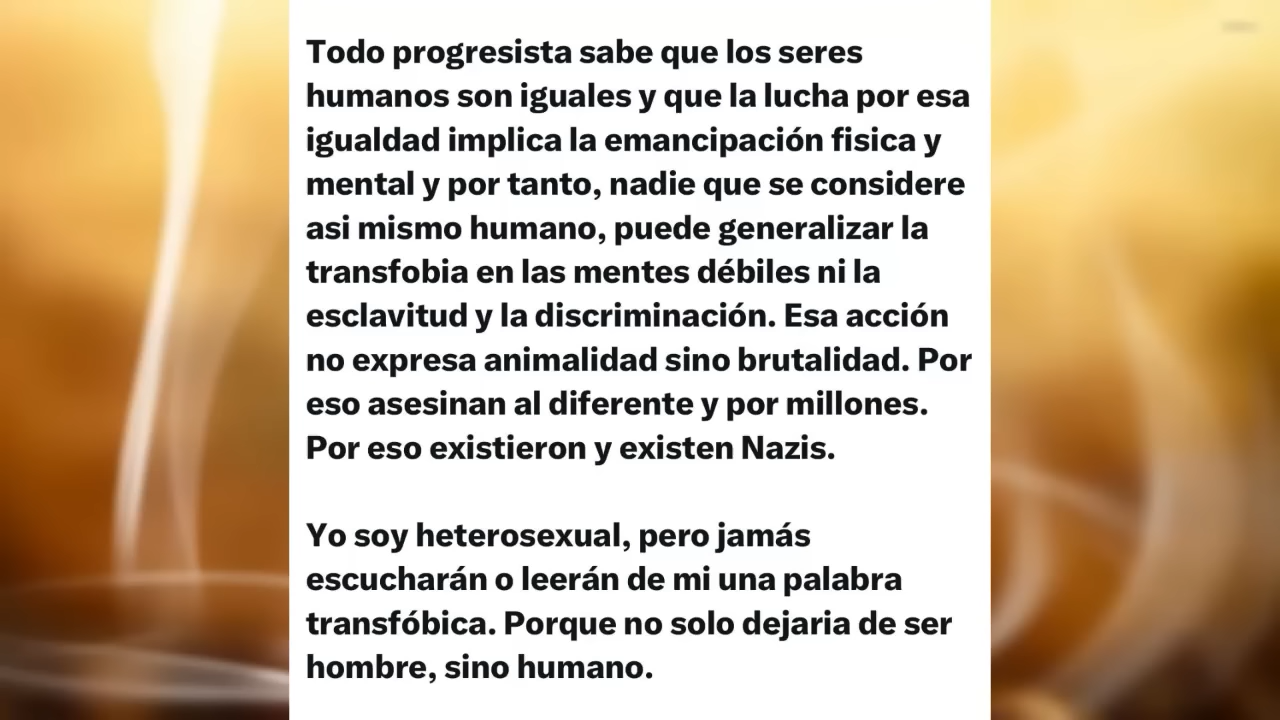 Todo progresista sabe que los seres
humanos son iguales y que la lucha por esa
igualdad implica la emancipación fisica y
mental y por tanto, nadie que se considere
asi mismo humano, puede generalizar la
transfobia en las mentes débiles ni la
esclavitud y la discriminación. Esa acción
no expresa animalidad sino brutalidad. Por
eso asesinan al diferente y por millones.
Por eso existieron y existen Nazis.
Yo soy heterosexual, pero jamás
escucharán o leerán de mi una palabra
transfóbica. Porque no solo dejaria de ser
hombre, sino humano.